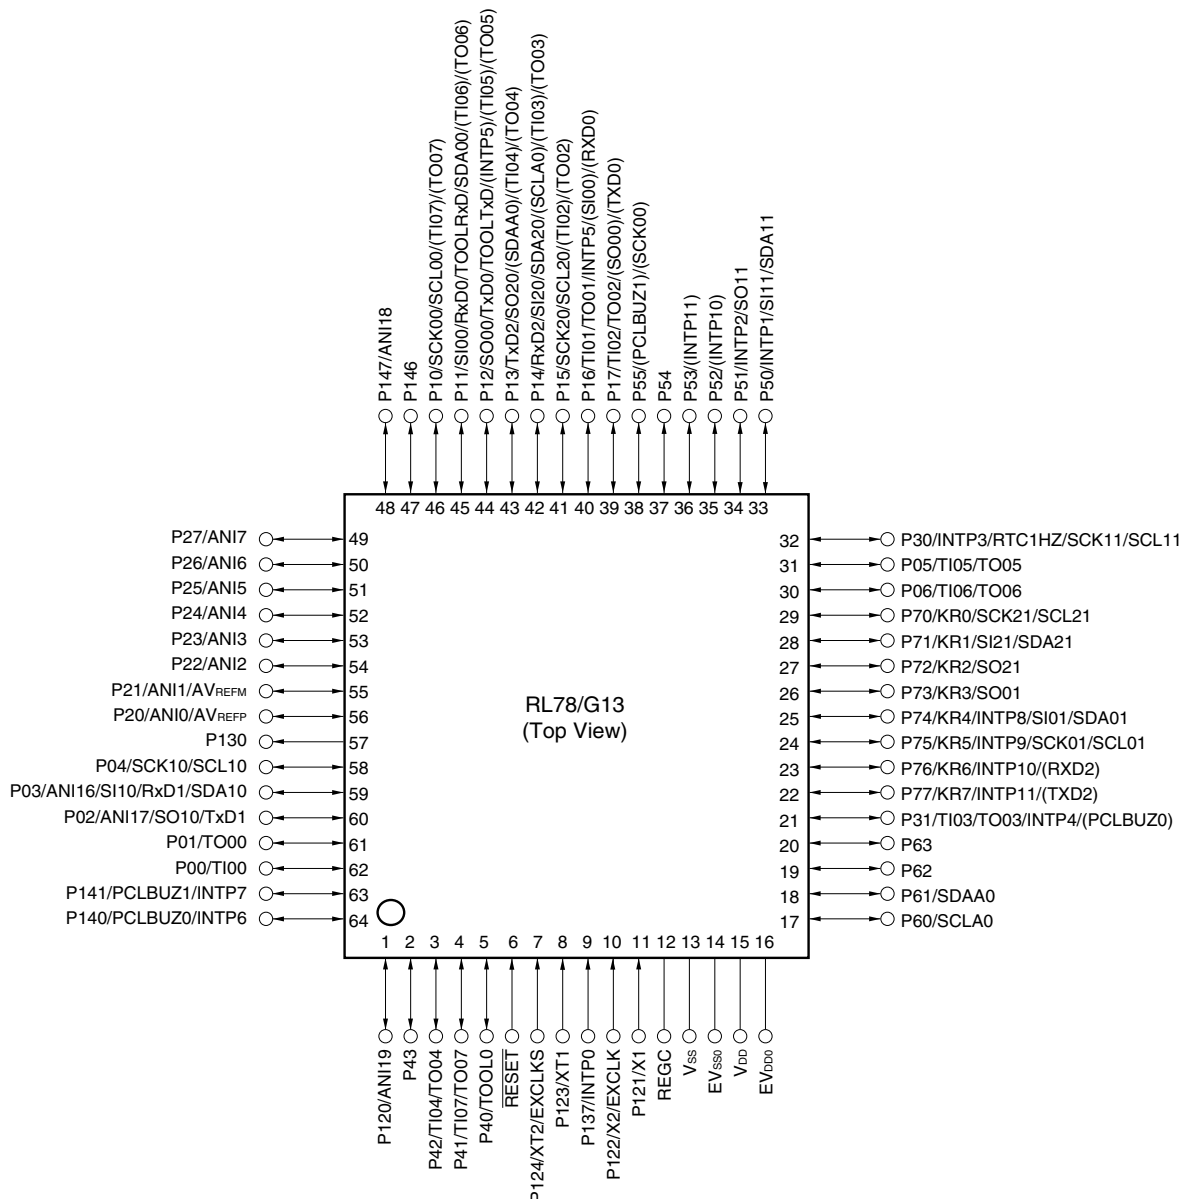 P147/ANI18
P146
P10/SCK00/SCL00/(TI07)/(TO07)
P11/SI00/RxD0/TOOLRxD/SDA00/(TI06)/(TO06)
P12/SO00/TxD0/TOOLTxD/(INTP5)/(TI05)/(TO05)
P13/TxD2/SO20/(SDAA0)/(TI04)/(TO04)
P14/RxD2/SI20/SDA20/(SCLA0)/(TI03)/(TO03)
P15/SCK20/SCL20/(TI02)/(TO02)
P16/TI01/TO01/INTP5/(SI00)/(RXD0)
P17/TI02/TO02/(SO00)/(TXD0)
P55/(PCLBUZ1)/(SCK00)
P54
P53/(INTP11)
P52/(INTP10)
P51/INTP2/SO11
P50/INTP1/SI11/SDA11
48 47 46 45 44 43 42 41 40 39 38 37 36 35 34 33
P27/ANI7 49
P26/ANI6 50
P25/ANI5 51
P24/ANI4 52
P23/ANI3 53
P22/ANI2 54
P21/ANI1/AVREFM 55
P20/ANI0/AVREFP 56
P130 57
P04/SCK10/SCL10 58
P03/ANI16/SI10/RxD1/SDA10 59
P02/ANI17/SO10/TxD1 60
P01/TO00 61
P00/TI00 62
P141/PCLBUZ1/INTP7 63
P140/PCLBUZ0/INTP6 64
RL78/G13
(Top View)
32 P30/INTP3/RTC1HZ/SCK11/SCL11
31 P05/TI05/TO05
30 P06/TI06/TO06
29 P70/KR0/SCK21/SCL21
28 P71/KR1/SI21/SDA21
27 P72/KR2/SO21
26 P73/KR3/SO01
25 P74/KR4/INTP8/SI01/SDA01
24 P75/KR5/INTP9/SCK01/SCL01
23 P76/KR6/INTP10/(RXD2)
22 P77/KR7/INTP11/(TXD2)
21 P31/TI03/TO03/INTP4/(PCLBUZ0)
20 P63
19 P62
18 P61/SDAA0
17 P60/SCLA0
1 2 3 4 5 6 7 8 9 10 11 12 13 14 15 16
P120/ANI19
P43
P42/TI04/TO04
P41/TI07/TO07
P40/TOOL0
RESET
P124/XT2/EXCLKS
P123/XT1
P137/INTP0
P122/X2/EXCLK
P121/X1
REGC
VSS
EVSS0
VDD
EVDD0